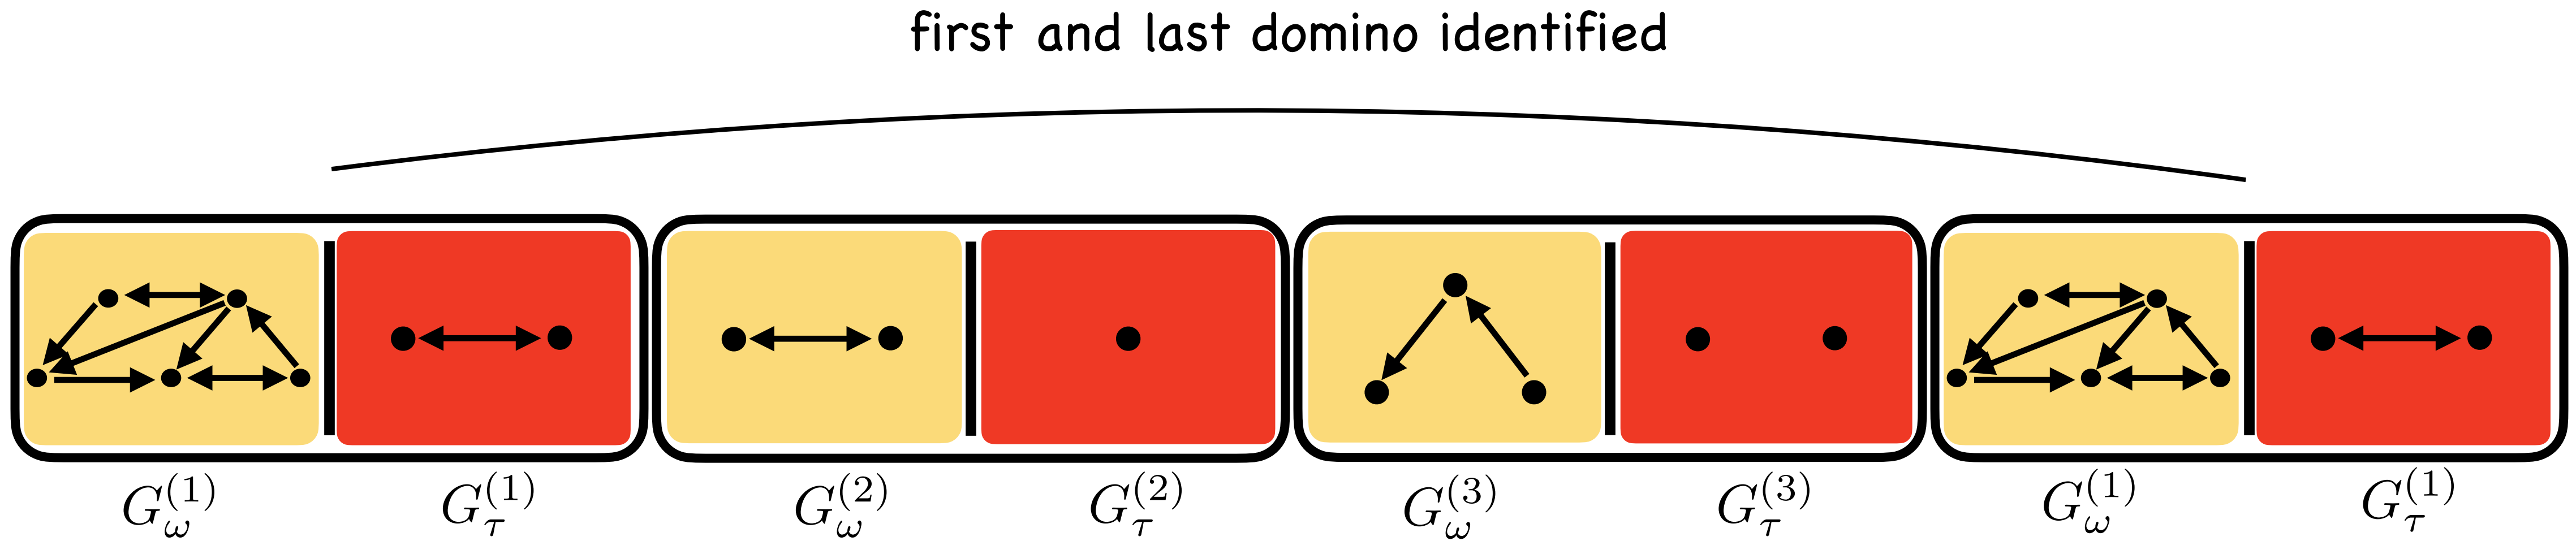 first and last domino identified
G_ω^{(1)} G_τ^{(1)} G_ω^{(2)} G_τ^{(2)} G_ω^{(3)} G_τ^{(3)} G_ω^{(1)} G_τ^{(1)}